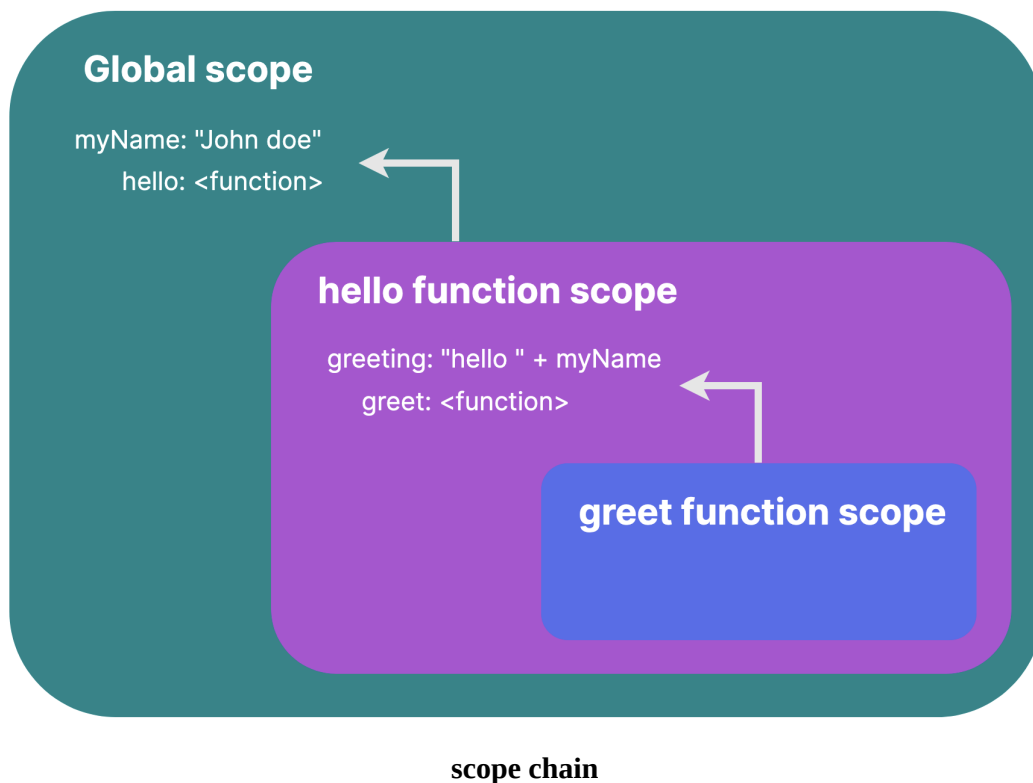 Global scope
myName: "John doe"
hello: <function>
hello function scope
greeting: "hello " + myName
greet: <function>
greet function scope
scope chain